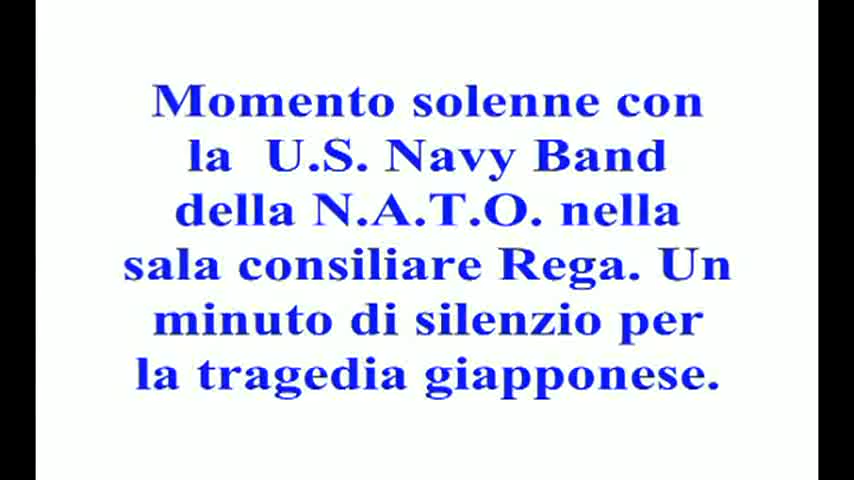 Momento solenne con
la U.S. Navy Band
della N.A.T.O. nella
sala consiliare Rega. Un
minuto di silenzio per
la tragedia giapponese.